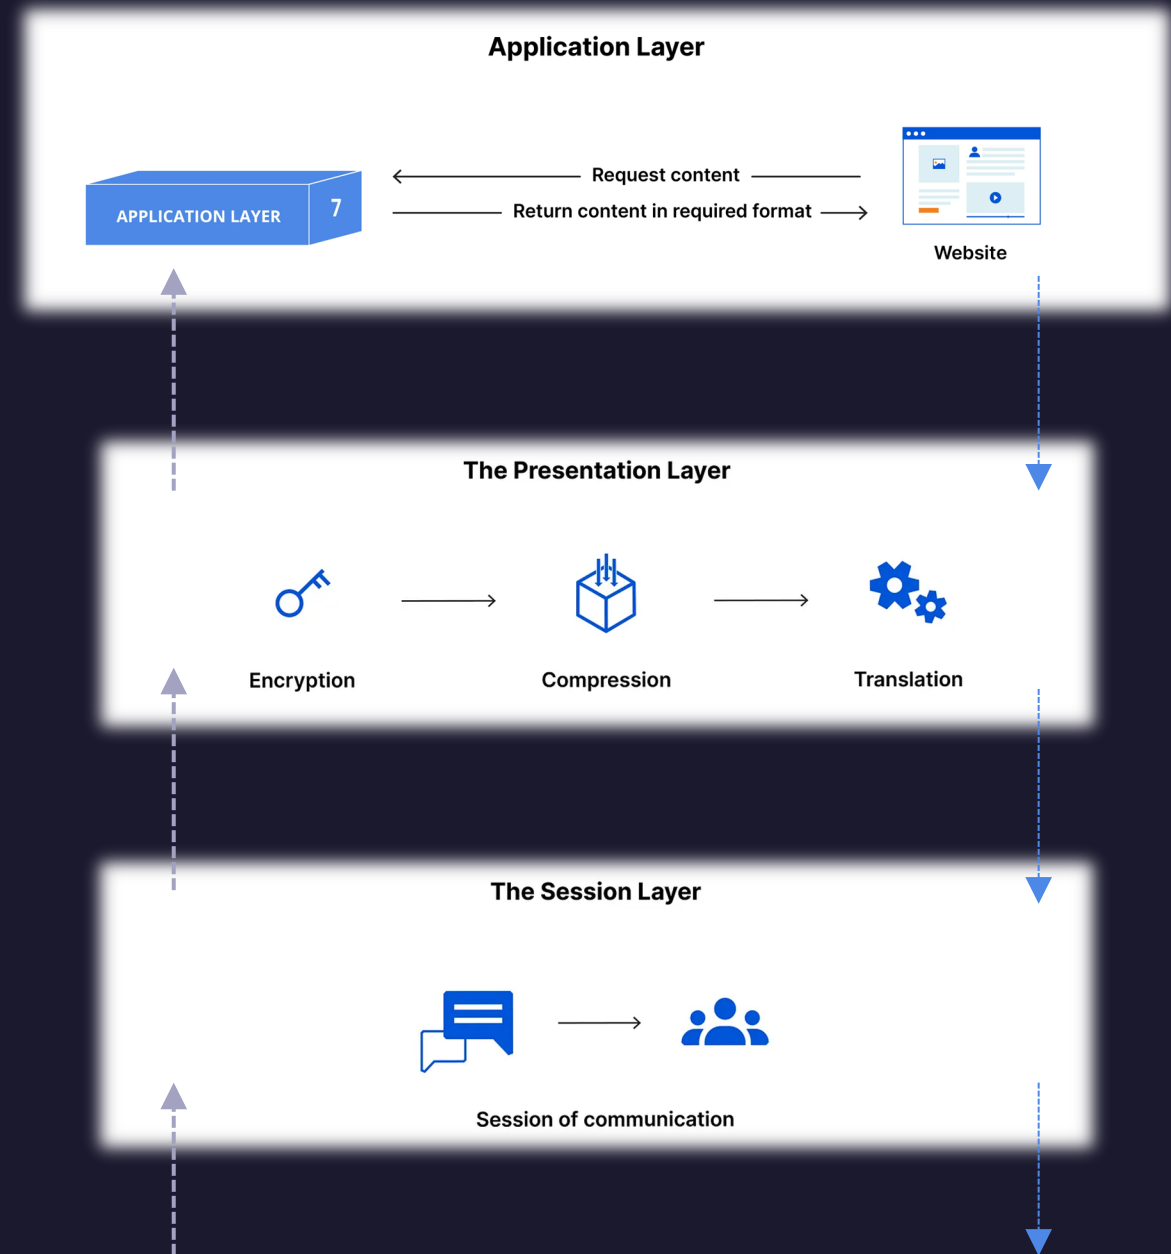 Application Layer
Request content
APPLICATION LAYER 7
Return content in required format
Website
The Presentation Layer
Encryption
Compression
Translation
The Session Layer
Session of communication